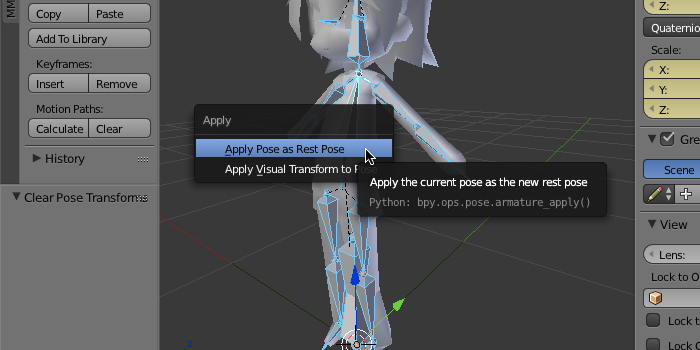 MM
Copy
Paste
Add To Library
Keyframes:
Insert
Remove
Motion Paths:
Calculate
Clear
History
Clear Pose Transforms
Apply
Apply Pose as Rest Pose
Apply Visual Transform to P
Apply the current pose as the new rest pose
Python: bpy.ops.pose.armature_apply()
z
Z:
Quaternio
Scale:
X:
Y:
Z:
Gre
Scene
View
Lens:
Lock to O
Lock t
Lock